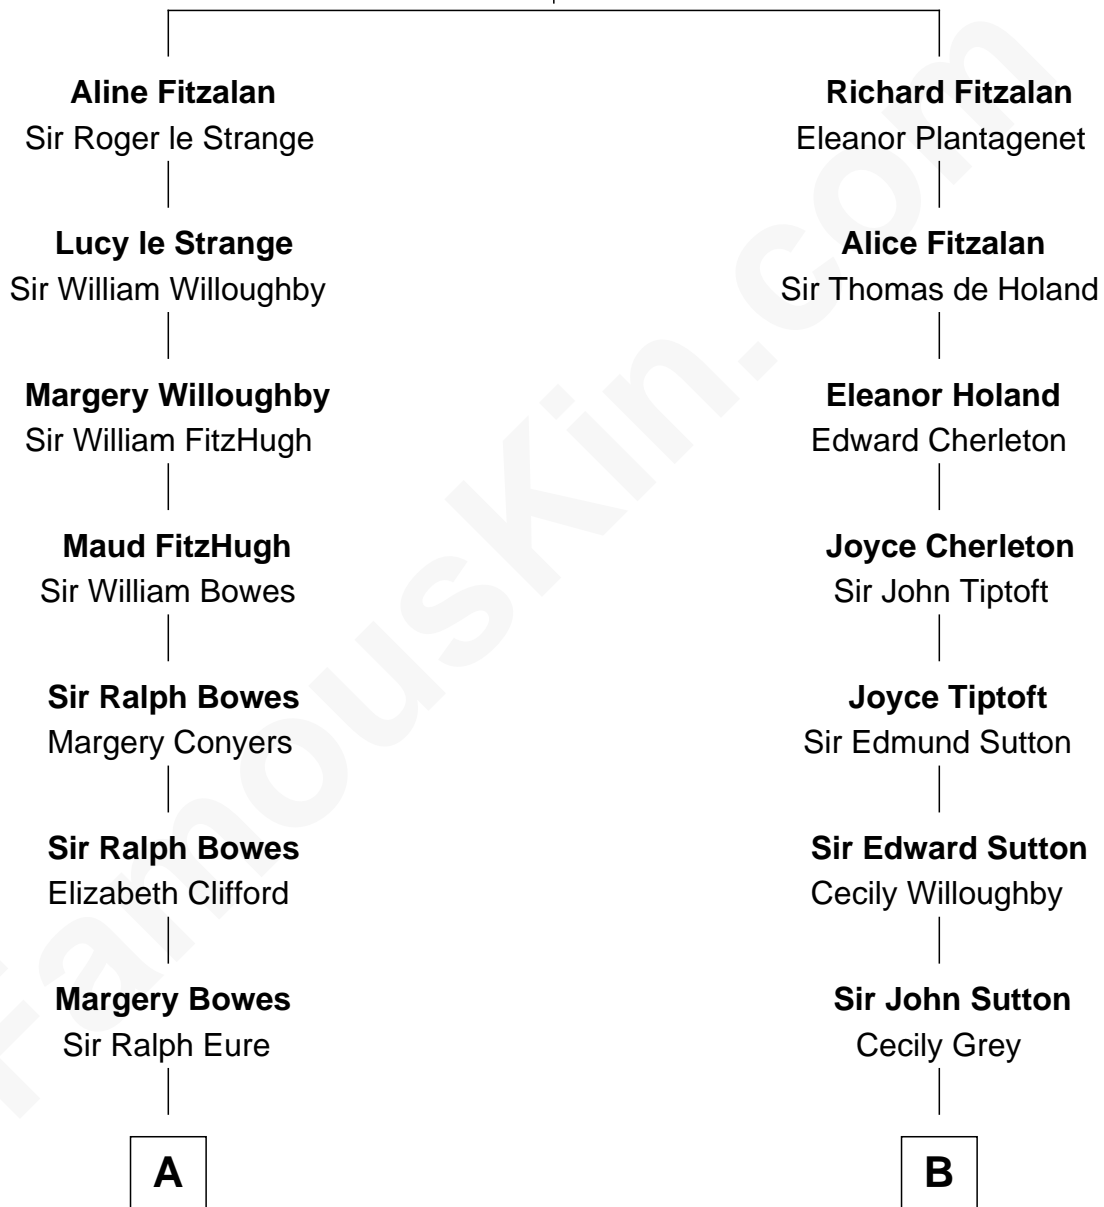 Aline Fitzalan
Sir Roger le Strange
Richard Fitzalan
Eleanor Plantagenet
Lucy le Strange
Sir William Willoughby
Alice Fitzalan
Sir Thomas de Holand
Margery Willoughby
Sir William FitzHugh
Eleanor Holand
Edward Cherleton
Maud FitzHugh
Sir William Bowes
Joyce Cherleton
Sir John Tiptoft
Sir Ralph Bowes
Margery Conyers
Joyce Tiptoft
Sir Edmund Sutton
Sir Ralph Bowes
Elizabeth Clifford
Sir Edward Sutton
Cecily Willoughby
Margery Bowes
Sir Ralph Eure
Sir John Sutton
Cecily Grey
A
B
FamousKin.com